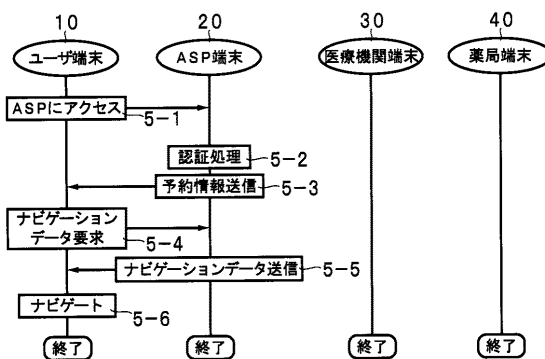 10
20
30
40
ユーザ端末
ASP端末
医療機関端末
薬局端末
ASPにアクセス
5-1
認証処理
5-2
予約情報送信
5-3
ナビゲーション
データ要求
5-4
ナビゲーションデータ送信
5-5
ナビゲート
5-6
終了
終了
終了
終了